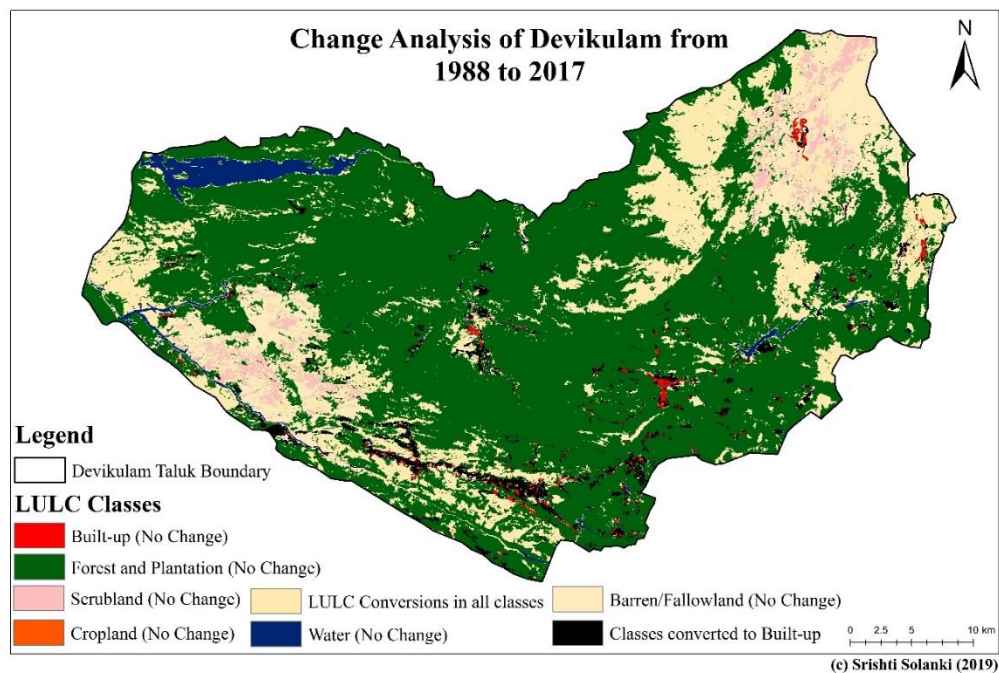 Change Analysis of Devikulam from
1988 to 2017
N
Legend
Devikulam Taluk Boundary
LULC Classes
Built-up (No Change)
Forest and Plantation (No Change)
Scrubland (No Change)
LULC Conversions in all classes
Barren/Fallowland (No Change)
Cropland (No Change)
Water (No Change)
Classes converted to Built-up
0 2.5 5 10 km
(c) Srishti Solanki (2019)